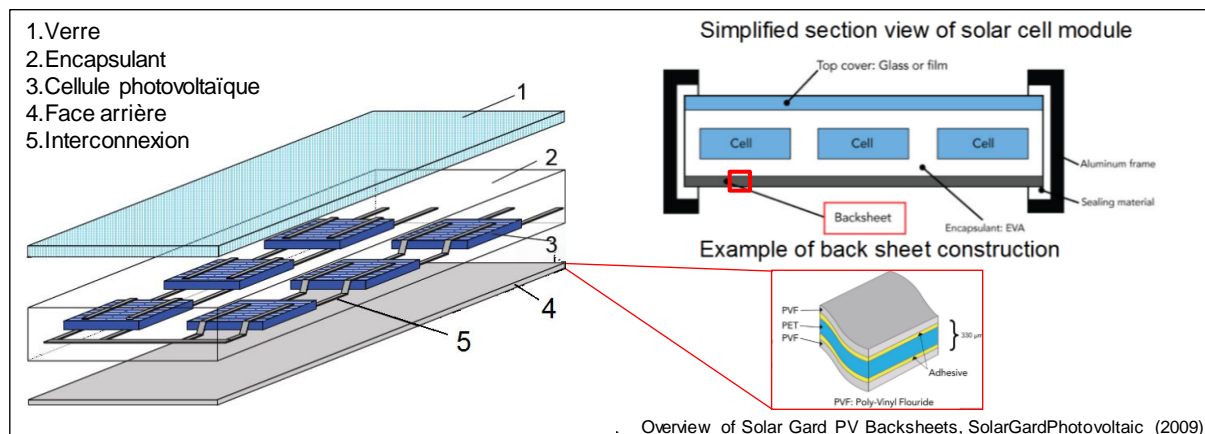 1.Verre
2.Encapsulant
3.Cellule photovoltaïque
4.Face arrière
5.Interconnexion
1
2
3
4
5
Simplified section view of solar cell module
Top cover: Glass or film
Cell
Cell
Cell
Aluminum frame
Sealing material
Backsheet
Encapsulant: EVA
Example of back sheet construction
PVF
PET
PVF
330 µm
Adhesive
PVF: Poly-Vinyl Flouride
. Overview of Solar Gard PV Backsheets, SolarGardPhotovoltaic (2009)